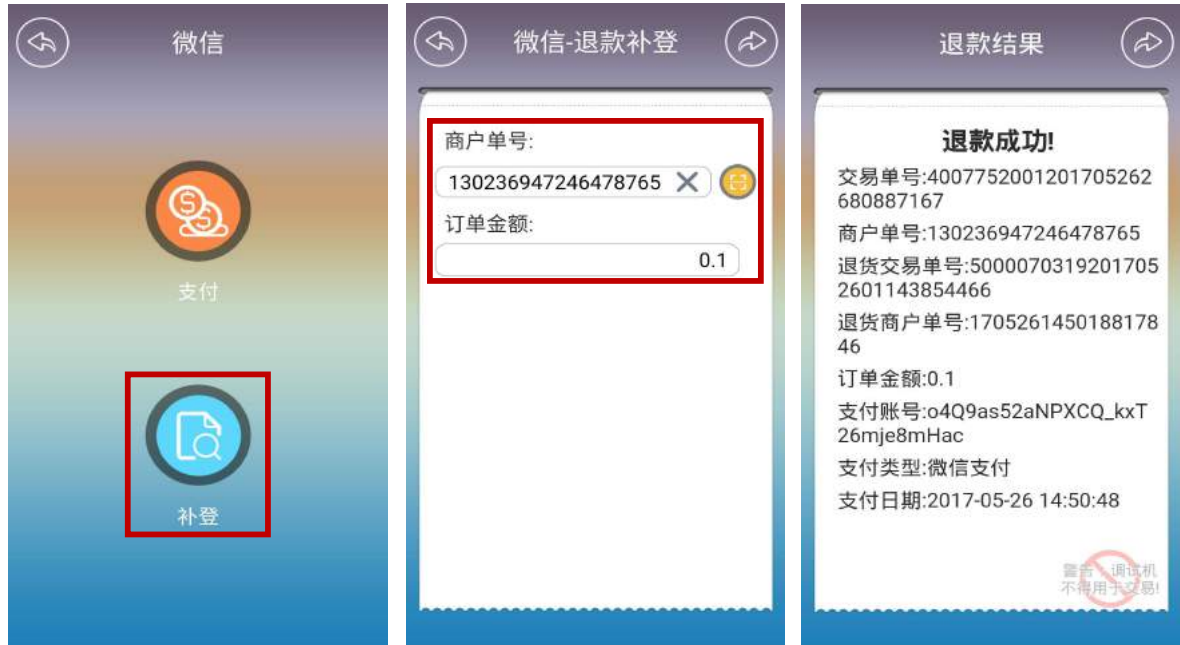 微信
支付
补登
微信-退款补登
商户单号:
130236947246478765
订单金额:
0.1
退款结果
退款成功!
交易单号:4007752001201705262
680887167
商户单号:130236947246478765
退货交易单号:5000070319201705
2601143854466
退货商户单号:1705261450188178
46
订单金额:0.1
支付账号:o4Q9as52aNPXCQ_kxT
26mje8mHac
支付类型:微信支付
支付日期:2017-05-26 14:50:48
警告、调试机
不得用于交易!